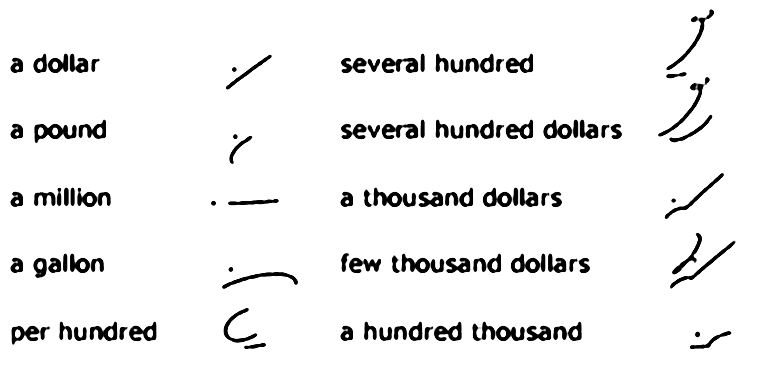 a dollar several hundred
a pound several hundred dollars
a million a thousand dollars
a gallon few thousand dollars
per hundred a hundred thousand